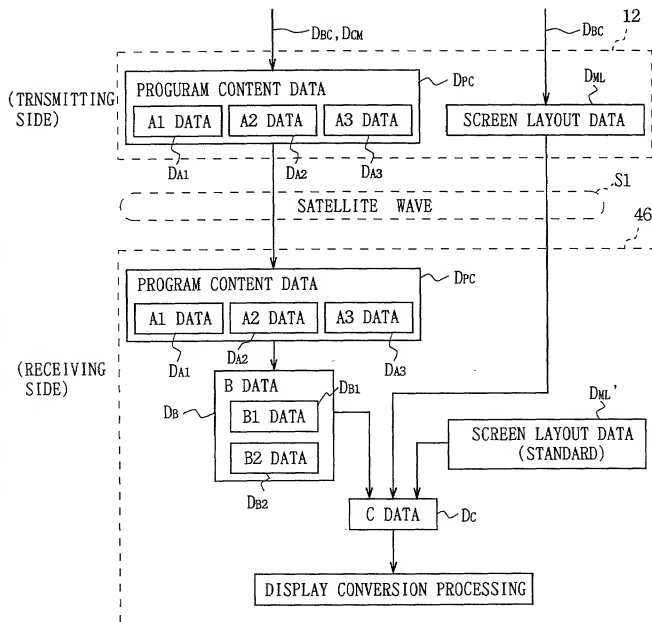 DBC, DCM
DBC
12
(TRNSMITTING
SIDE)
PROGURAM CONTENT DATA
DPC
A1 DATA
A2 DATA
A3 DATA
DA1
DA2
DA3
DML
SCREEN LAYOUT DATA
S1
SATELLITE WAVE
46
(RECEIVING
SIDE)
PROGRAM CONTENT DATA
DPC
A1 DATA
A2 DATA
A3 DATA
DA1
DA2
DA3
B DATA
DB
DB1
B1 DATA
B2 DATA
DB2
DML'
SCREEN LAYOUT DATA
(STANDARD)
C DATA
DC
DISPLAY CONVERSION PROCESSING